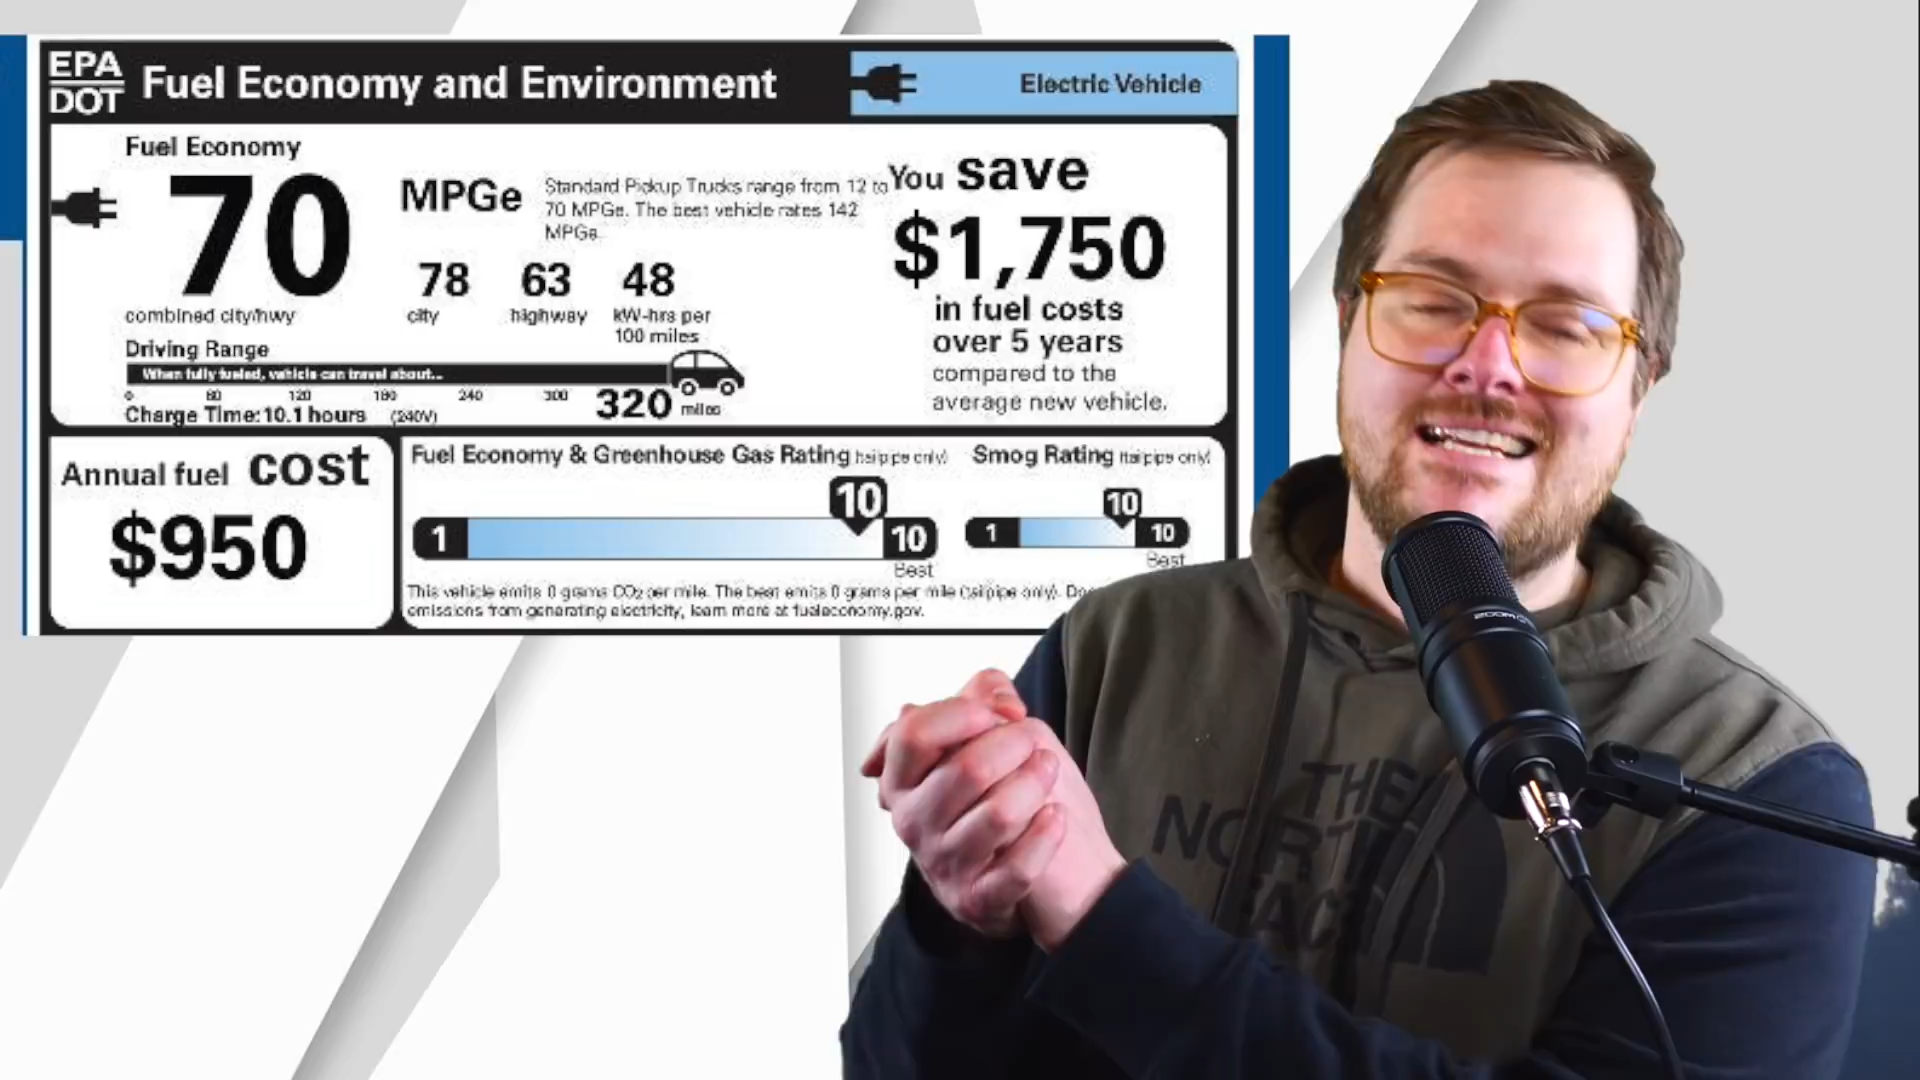 EPA
DOT
Fuel Economy and Environment
Electric Vehicle
Fuel Economy
70
MPGe
combined city/hwy
Standard Pickup Trucks range from 12 to
70 MPGe. The best vehicle rates 142
MPGe.
78
city
63
highway
48
kW-hrs per
100 miles
Driving Range
When fully fueled, vehicle can travel about...
0 60 120 180 240 300 320 miles
Charge Time: 10.1 hours (240V)
You save
$1,750
in fuel costs
over 5 years
compared to the
average new vehicle.
Annual fuel cost
$950
Fuel Economy & Greenhouse Gas Rating (tailpipe only)
10
1
10
Best
Smog Rating (tailpipe only)
10
1
10
Best
This vehicle emits 0 grams CO2 per mile. The best emits 0 grams per mile (tailpipe only).
emissions from generating electricity, learn more at fueleconomy.gov.
zoom
THE
NORTH
FACE